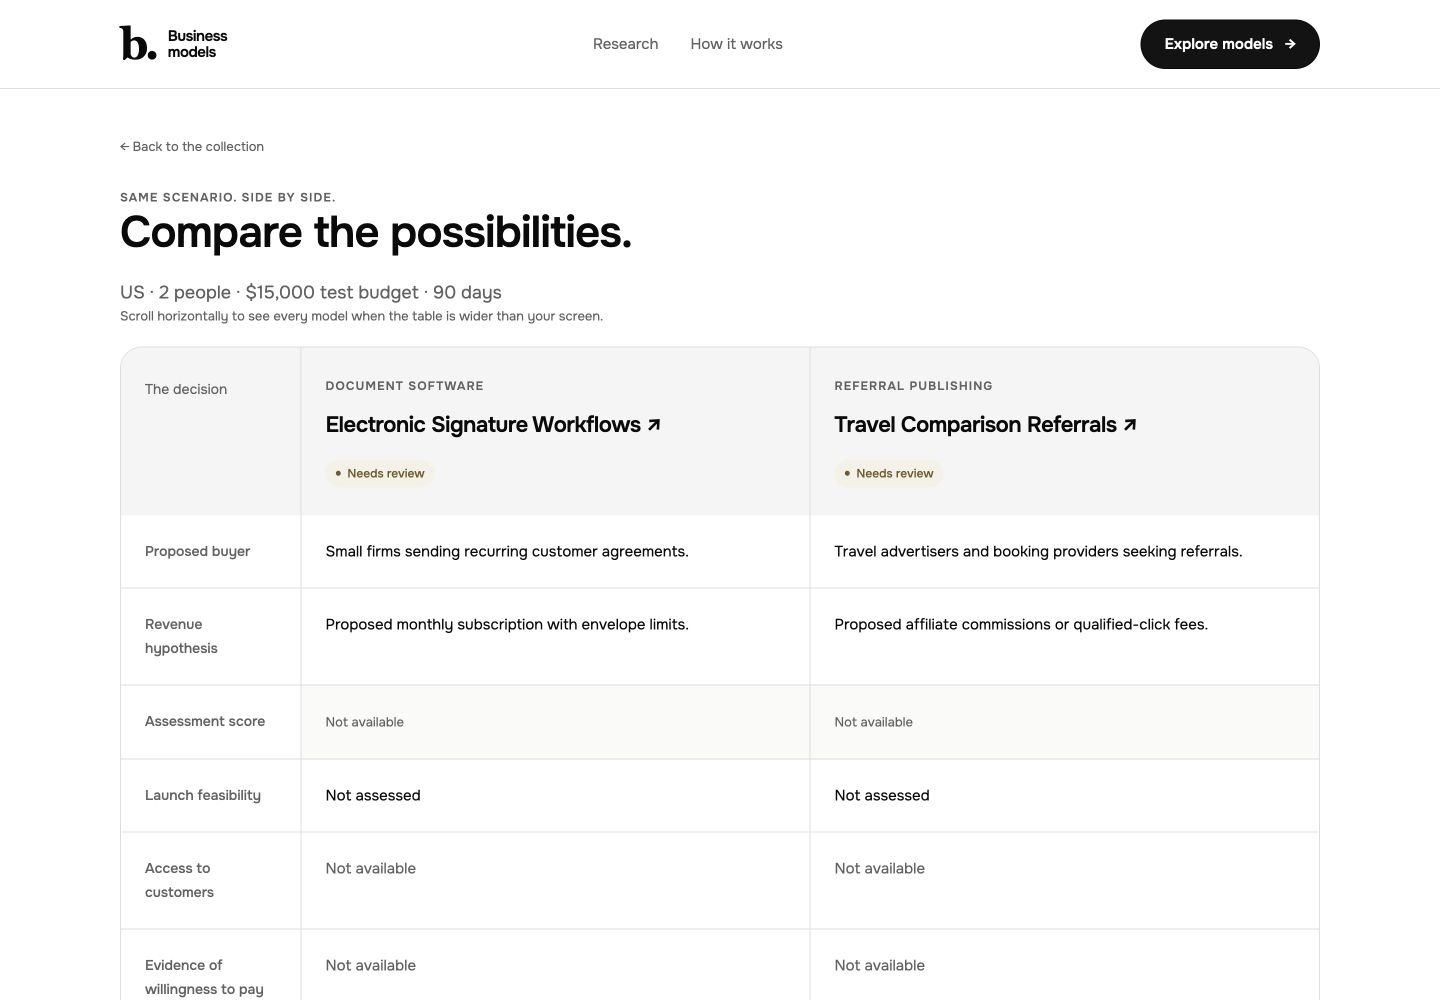 b.
Business
models
Research
How it works
Explore models →
← Back to the collection
SAME SCENARIO. SIDE BY SIDE.
Compare the possibilities.
US · 2 people · $15,000 test budget · 90 days
Scroll horizontally to see every model when the table is wider than your screen.
The decision
DOCUMENT SOFTWARE
Electronic Signature Workflows ↗
Needs review
REFERRAL PUBLISHING
Travel Comparison Referrals ↗
Needs review
Proposed buyer
Small firms sending recurring customer agreements.
Travel advertisers and booking providers seeking referrals.
Revenue
hypothesis
Proposed monthly subscription with envelope limits.
Proposed affiliate commissions or qualified-click fees.
Assessment score
Not available
Not available
Launch feasibility
Not assessed
Not assessed
Access to
customers
Not available
Not available
Evidence of
willingness to pay
Not available
Not available